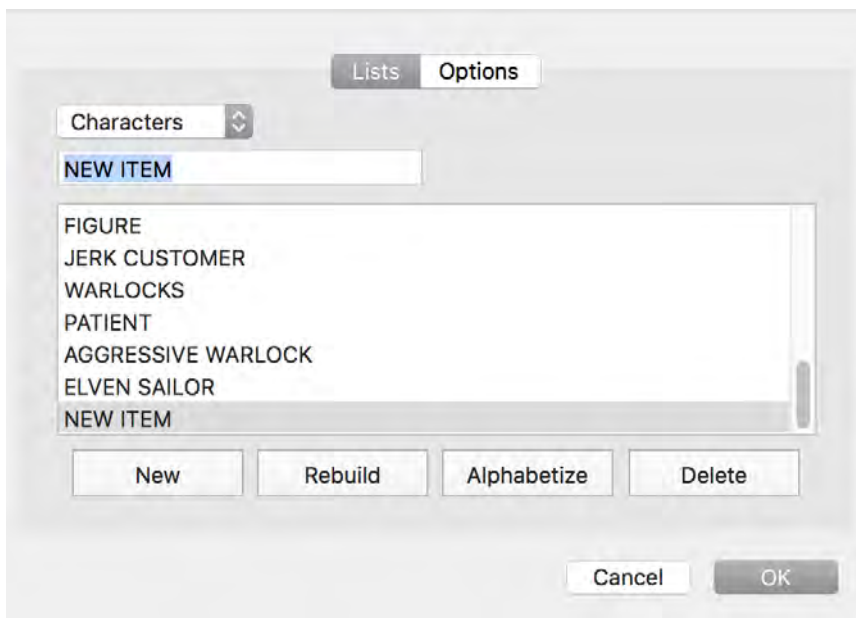 Lists Options
Characters
NEW ITEM
FIGURE
JERK CUSTOMER
WARLOCKS
PATIENT
AGGRESSIVE WARLOCK
ELVEN SAILOR
NEW ITEM
New Rebuild Alphabetize Delete
Cancel OK